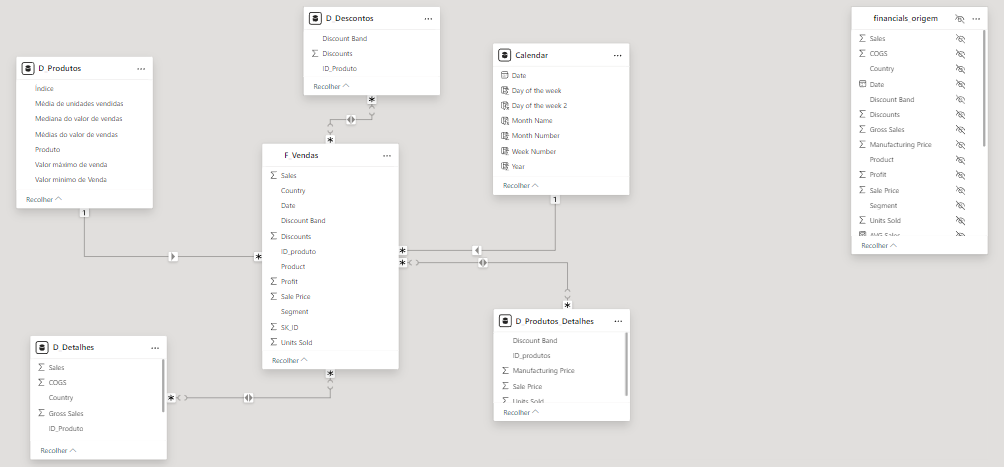 D_Descontos
Discount Band
Discounts
ID_Produto
Recolher
financials_origem
Sales
COGS
Country
Date
Discount Band
Discounts
Gross Sales
Manufacturing Price
Product
Profit
Sale Price
Segment
Units Sold
AVG Sales
Recolher
D_Produtos
Índice
Média de unidades vendidas
Mediana do valor de vendas
Médias do valor de vendas
Produto
Valor máximo de venda
Valor minimo de Venda
Recolher
1
Calendar
Date
Day of the week
Day of the week 2
Month Name
Month Number
Week Number
Year
Recolher
1
F_Vendas
Sales
Country
Date
Discount Band
Discounts
ID_produto
Product
Profit
Sale Price
Segment
SK_ID
Units Sold
Recolher
D_Produtos_Detalhes
Discount Band
ID_produtos
Manufacturing Price
Sale Price
Units Sold
Recolher
D_Detalhes
Sales
COGS
Country
Gross Sales
ID_Produto
Recolher